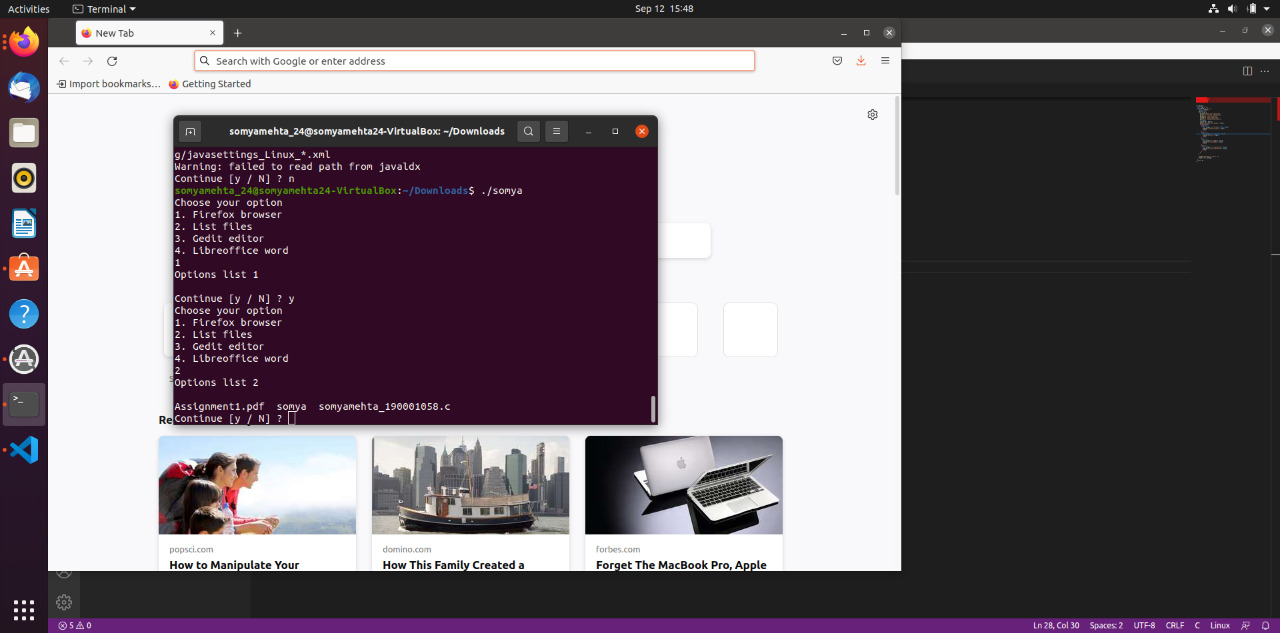 Activities
Terminal
Sep 12 15:48
New Tab
Search with Google or enter address
Import bookmarks…
Getting Started
somyamehta_24@somyamehta24-VirtualBox: ~/Downloads
g/javasettings_Linux_*.xml
Warning: failed to read path from javaldx
Continue [y / N] ? n
somyamehta_24@somyamehta24-VirtualBox:~/Downloads$ ./somya
Choose your option
1. Firefox browser
2. List files
3. Gedit editor
4. Libreoffice word
1
Options list 1
Continue [y / N] ? y
Choose your option
1. Firefox browser
2. List files
3. Gedit editor
4. Libreoffice word
2
Options list 2
Assignment1.pdf somya somyamehta_190001058.c
Continue [y / N] ?
Re
popsci.com
How to Manipulate Your
domino.com
How This Family Created a
forbes.com
Forget The MacBook Pro, Apple
5 0
Ln 28, Col 30 Spaces: 2 UTF-8 CRLF C Linux